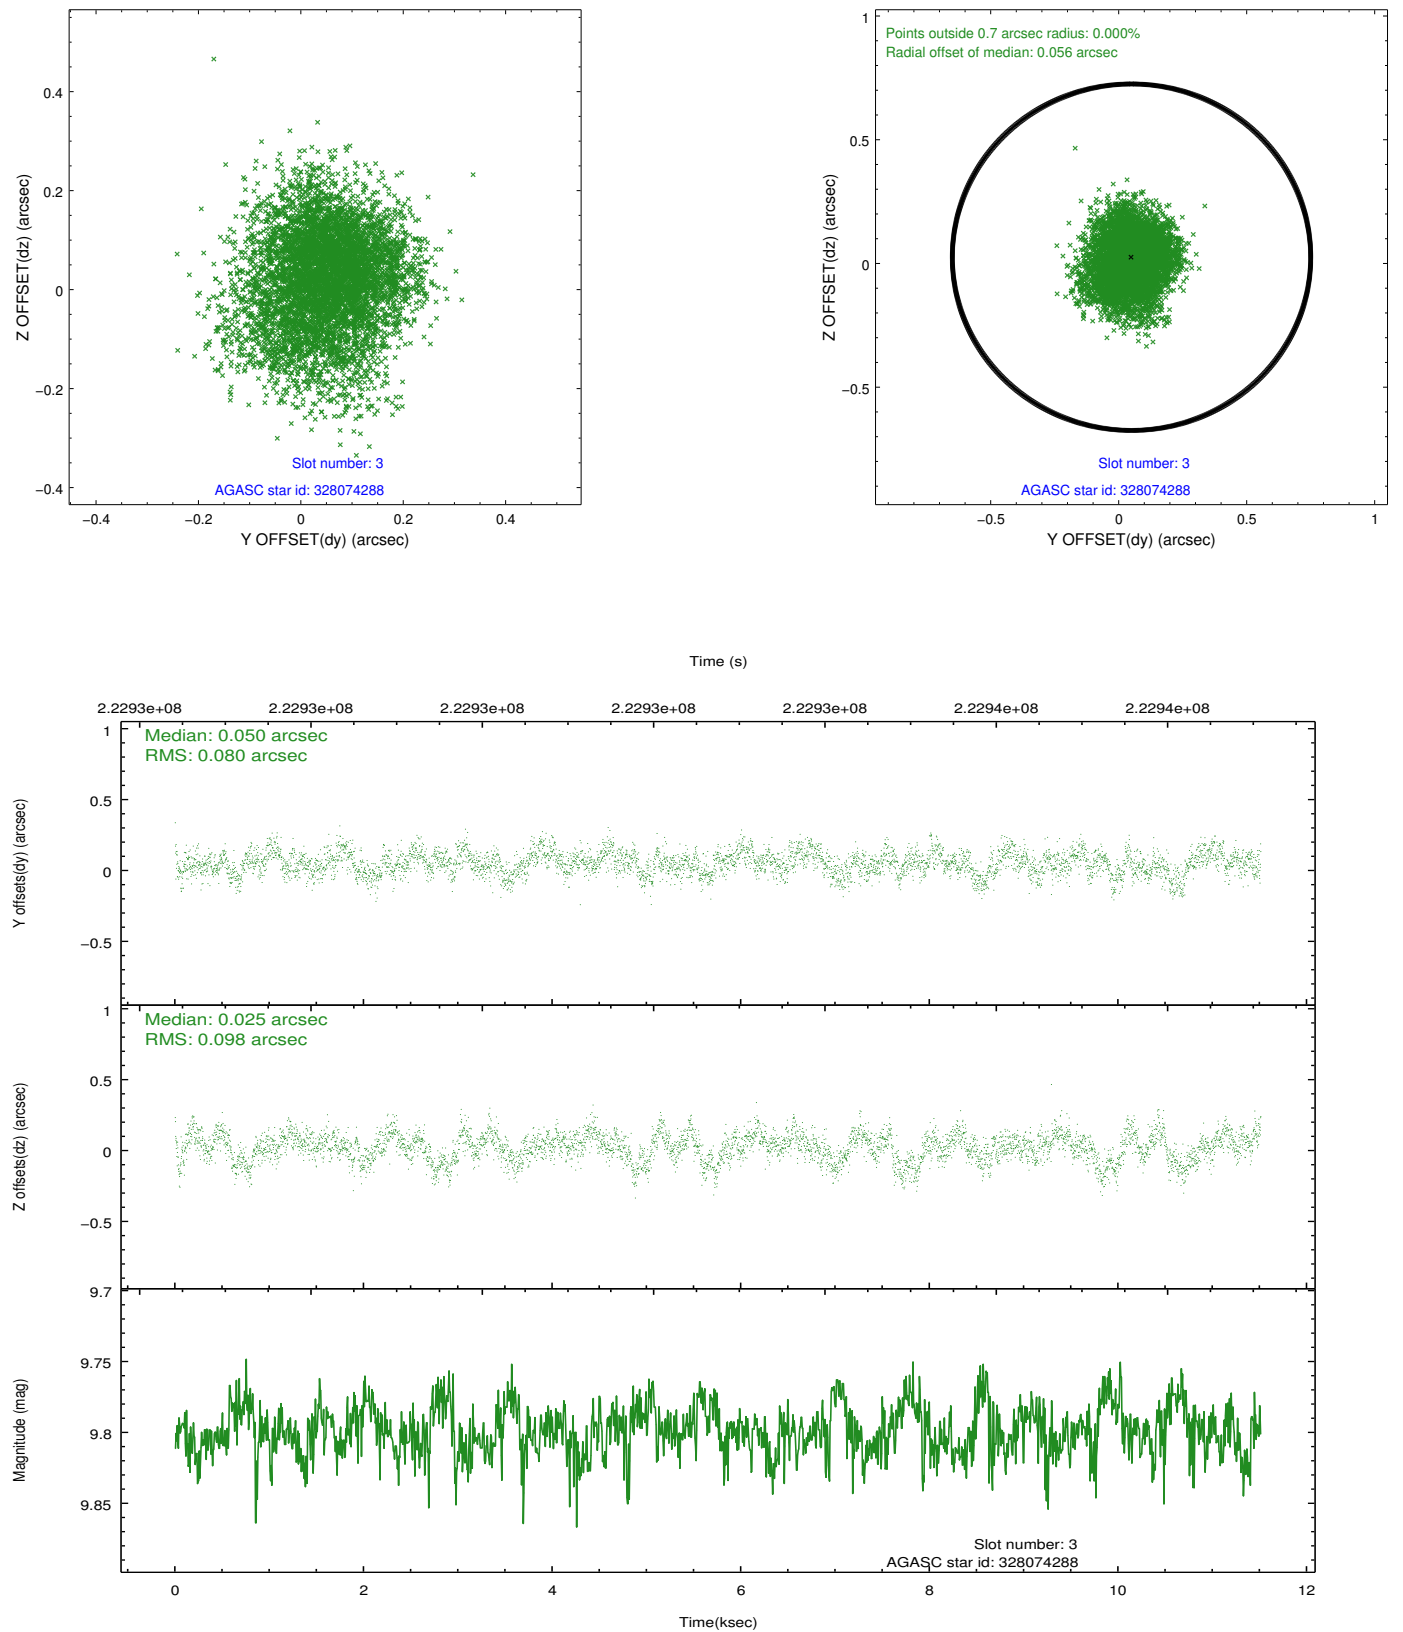 0.4
0.2
0
−0.2
−0.4
Z OFFSET(dz) (arcsec)
Slot number: 3
AGASC star id: 328074288
−0.4 −0.2 0 0.2 0.4
Y OFFSET(dy) (arcsec)
Points outside 0.7 arcsec radius: 0.000%
Radial offset of median: 0.056 arcsec
1
0.5
0
−0.5
Z OFFSET(dz) (arcsec)
Slot number: 3
AGASC star id: 328074288
−0.5 0 0.5 1
Y OFFSET(dy) (arcsec)
Time (s)
2.2293e+08 2.2293e+08 2.2293e+08 2.2293e+08 2.2293e+08 2.2294e+08 2.2294e+08
Median: 0.050 arcsec
RMS: 0.080 arcsec
1
0.5
0
−0.5
Y offsets(dy) (arcsec)
Median: 0.025 arcsec
RMS: 0.098 arcsec
1
0.5
0
−0.5
Z offsets(dz) (arcsec)
9.7
9.75
9.8
9.85
Magnitude (mag)
Slot number: 3
AGASC star id: 328074288
0 2 4 6 8 10 12
Time(ksec)